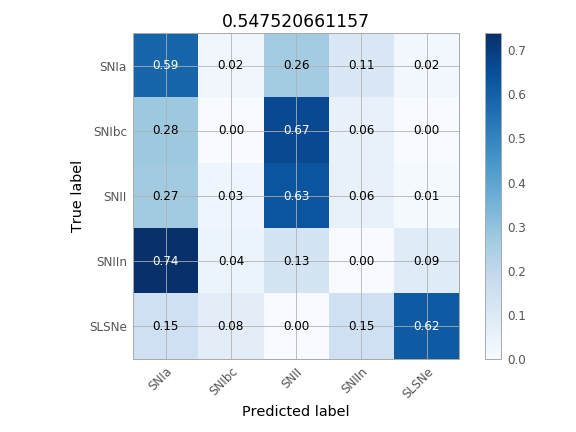 0.547520661157
True label
SNIa 0.59 0.02 0.26 0.11 0.02
SNIbc 0.28 0.00 0.67 0.06 0.00
SNII 0.27 0.03 0.63 0.06 0.01
SNIIn 0.74 0.04 0.13 0.00 0.09
SLSNe 0.15 0.08 0.00 0.15 0.62
SNIa SNIbc SNII SNIIn SLSNe
Predicted label
0.7
0.6
0.5
0.4
0.3
0.2
0.1
0.0